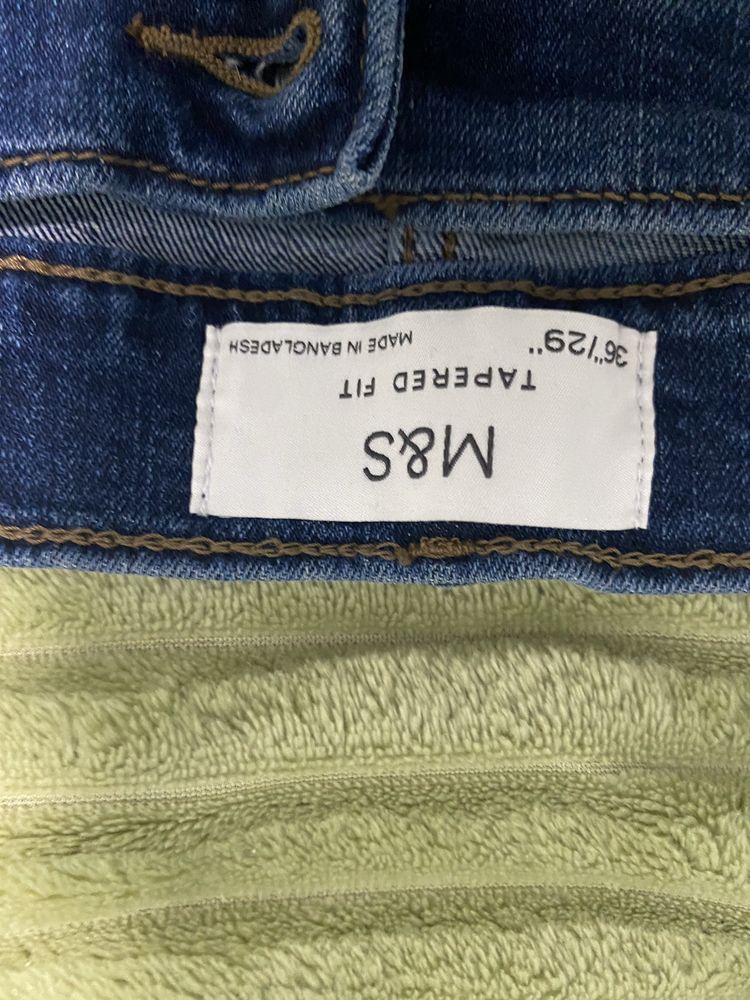 M&S
TAPERED FIT
36"/29" MADE IN BANGLADESH